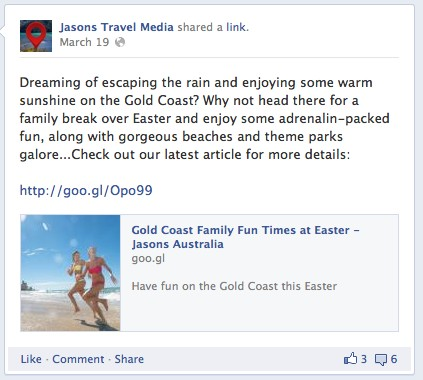 Jasons Travel Media shared a link.
March 19
Dreaming of escaping the rain and enjoying some warm
sunshine on the Gold Coast? Why not head there for a
family break over Easter and enjoy some adrenalin-packed
fun, along with gorgeous beaches and theme parks
galore...Check out our latest article for more details:
http://goo.gl/Opo99
Gold Coast Family Fun Times at Easter –
Jasons Australia
goo.gl
Have fun on the Gold Coast this Easter
Like · Comment · Share 3 6